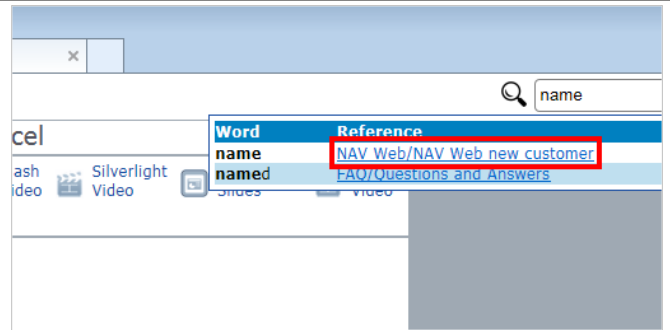 name
cel
Word Reference
name NAV Web/NAV Web new customer
named FAQ/Questions and Answers
ash Silverlight
ideo Video Slides Video